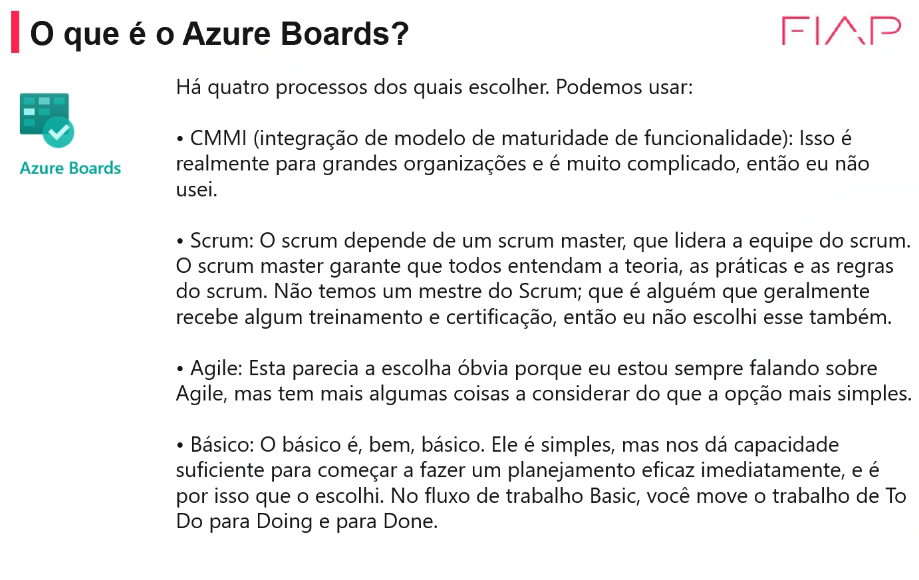 O que é o Azure Boards?
FIAP
Há quatro processos dos quais escolher. Podemos usar:
Azure Boards
• CMMI (integração de modelo de maturidade de funcionalidade): Isso é
realmente para grandes organizações e é muito complicado, então eu não
usei.
• Scrum: O scrum depende de um scrum master, que lidera a equipe do scrum.
O scrum master garante que todos entendam a teoria, as práticas e as regras
do scrum. Não temos um mestre do Scrum; que é alguém que geralmente
recebe algum treinamento e certificação, então eu não escolhi esse também.
• Agile: Esta parecia a escolha óbvia porque eu estou sempre falando sobre
Agile, mas tem mais algumas coisas a considerar do que a opção mais simples.
• Básico: O básico é, bem, básico. Ele é simples, mas nos dá capacidade
suficiente para começar a fazer um planejamento eficaz imediatamente, e é
por isso que o escolhi. No fluxo de trabalho Basic, você move o trabalho de To
Do para Doing e para Done.